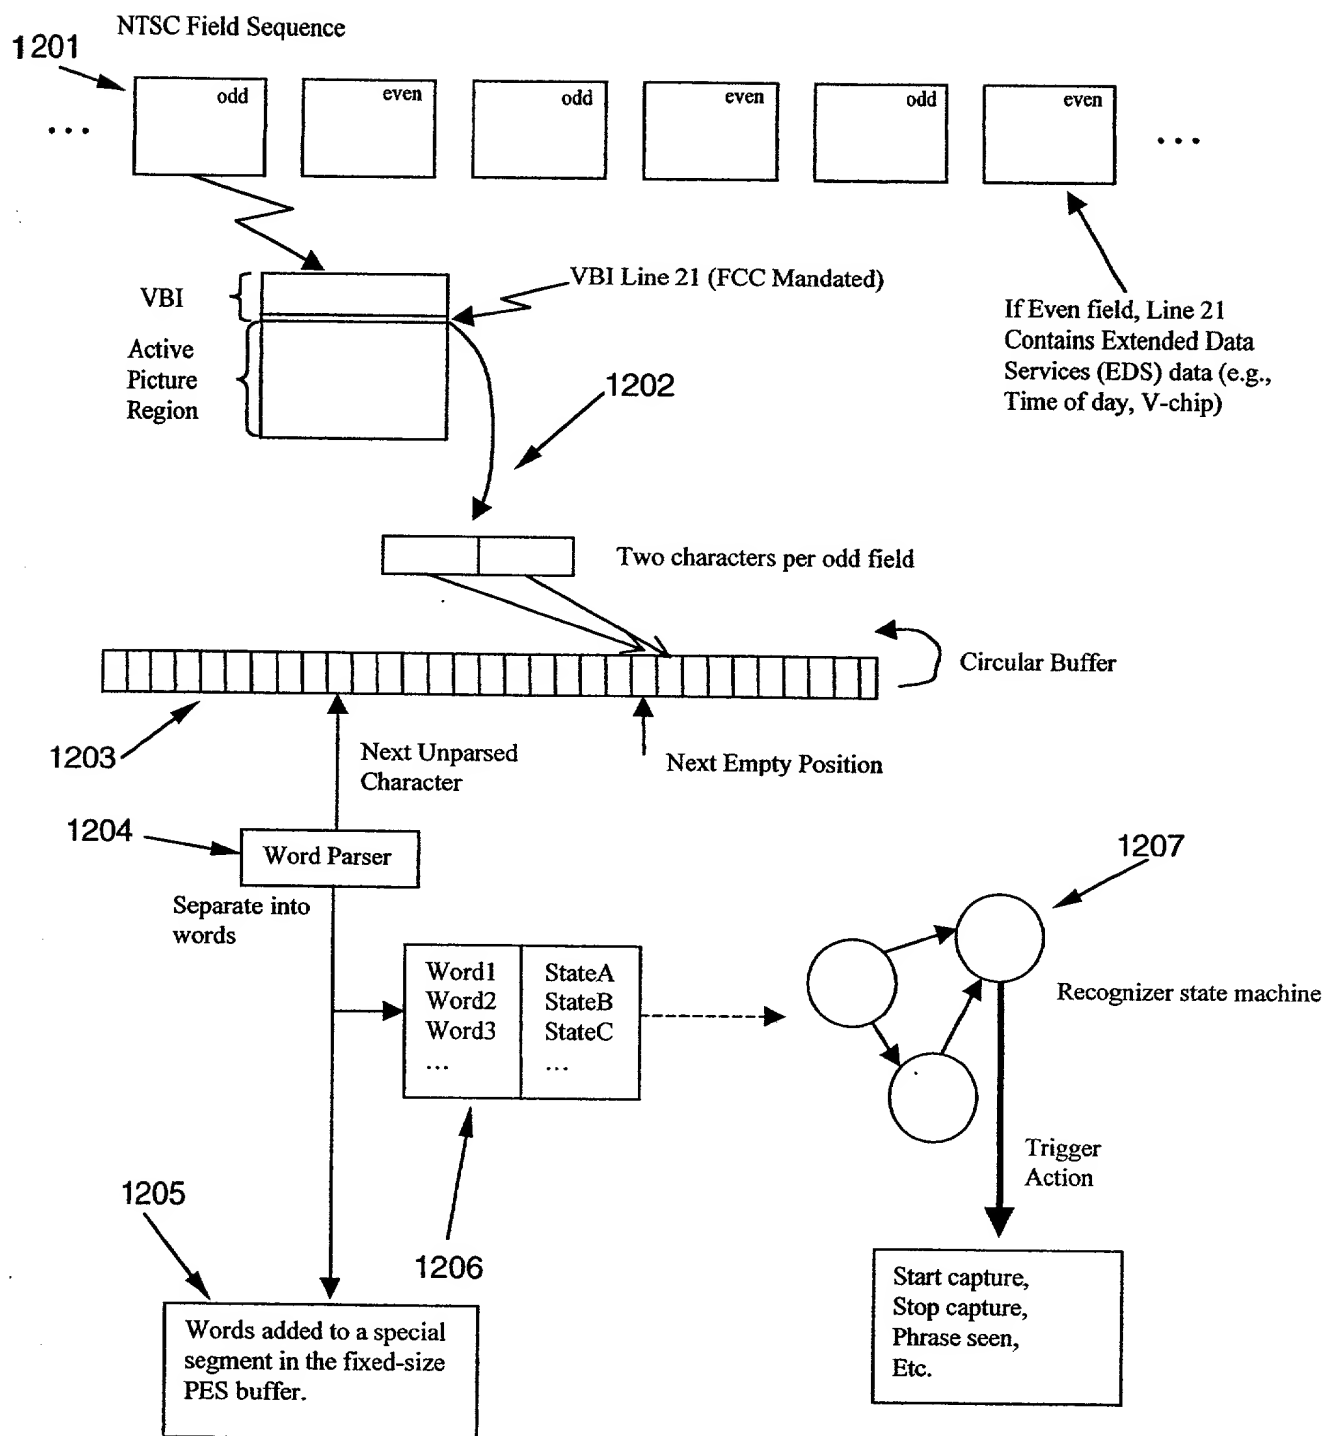 NTSC Field Sequence
1201
odd
even
odd
even
odd
even
...
...
VBI
VBI Line 21 (FCC Mandated)
If Even field, Line 21
Contains Extended Data
Services (EDS) data (e.g.,
Time of day, V-chip)
Active
Picture
Region
1202
Two characters per odd field
Circular Buffer
1203
Next Unparsed
Character
Next Empty Position
1204
Word Parser
1207
Separate into
words
Word1 StateA
Word2 StateB
Word3 StateC
... ...
Recognizer state machine
Trigger
Action
1205
1206
Words added to a special
segment in the fixed-size
PES buffer.
Start capture,
Stop capture,
Phrase seen,
Etc.